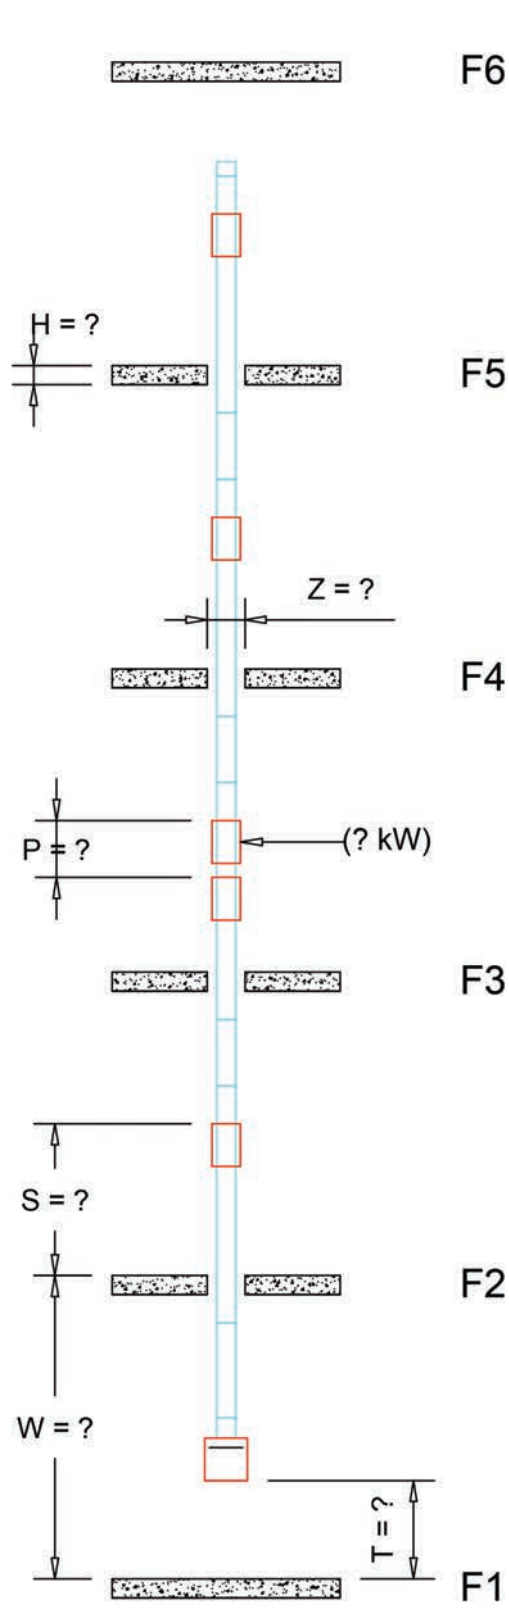 F6
H = ?
F5
Z = ?
F4
P = ?
(? kW)
F3
S = ?
F2
W = ?
T = ?
F1